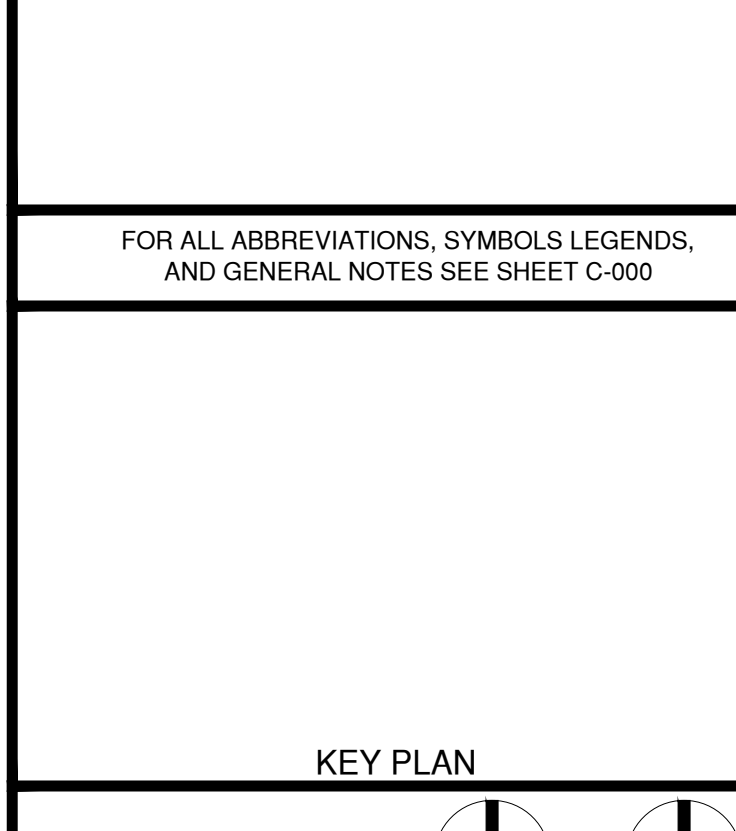 FOR ALL ABBREVIATIONS, SYMBOLS LEGENDS,
AND GENERAL NOTES SEE SHEET C-000
KEY PLAN